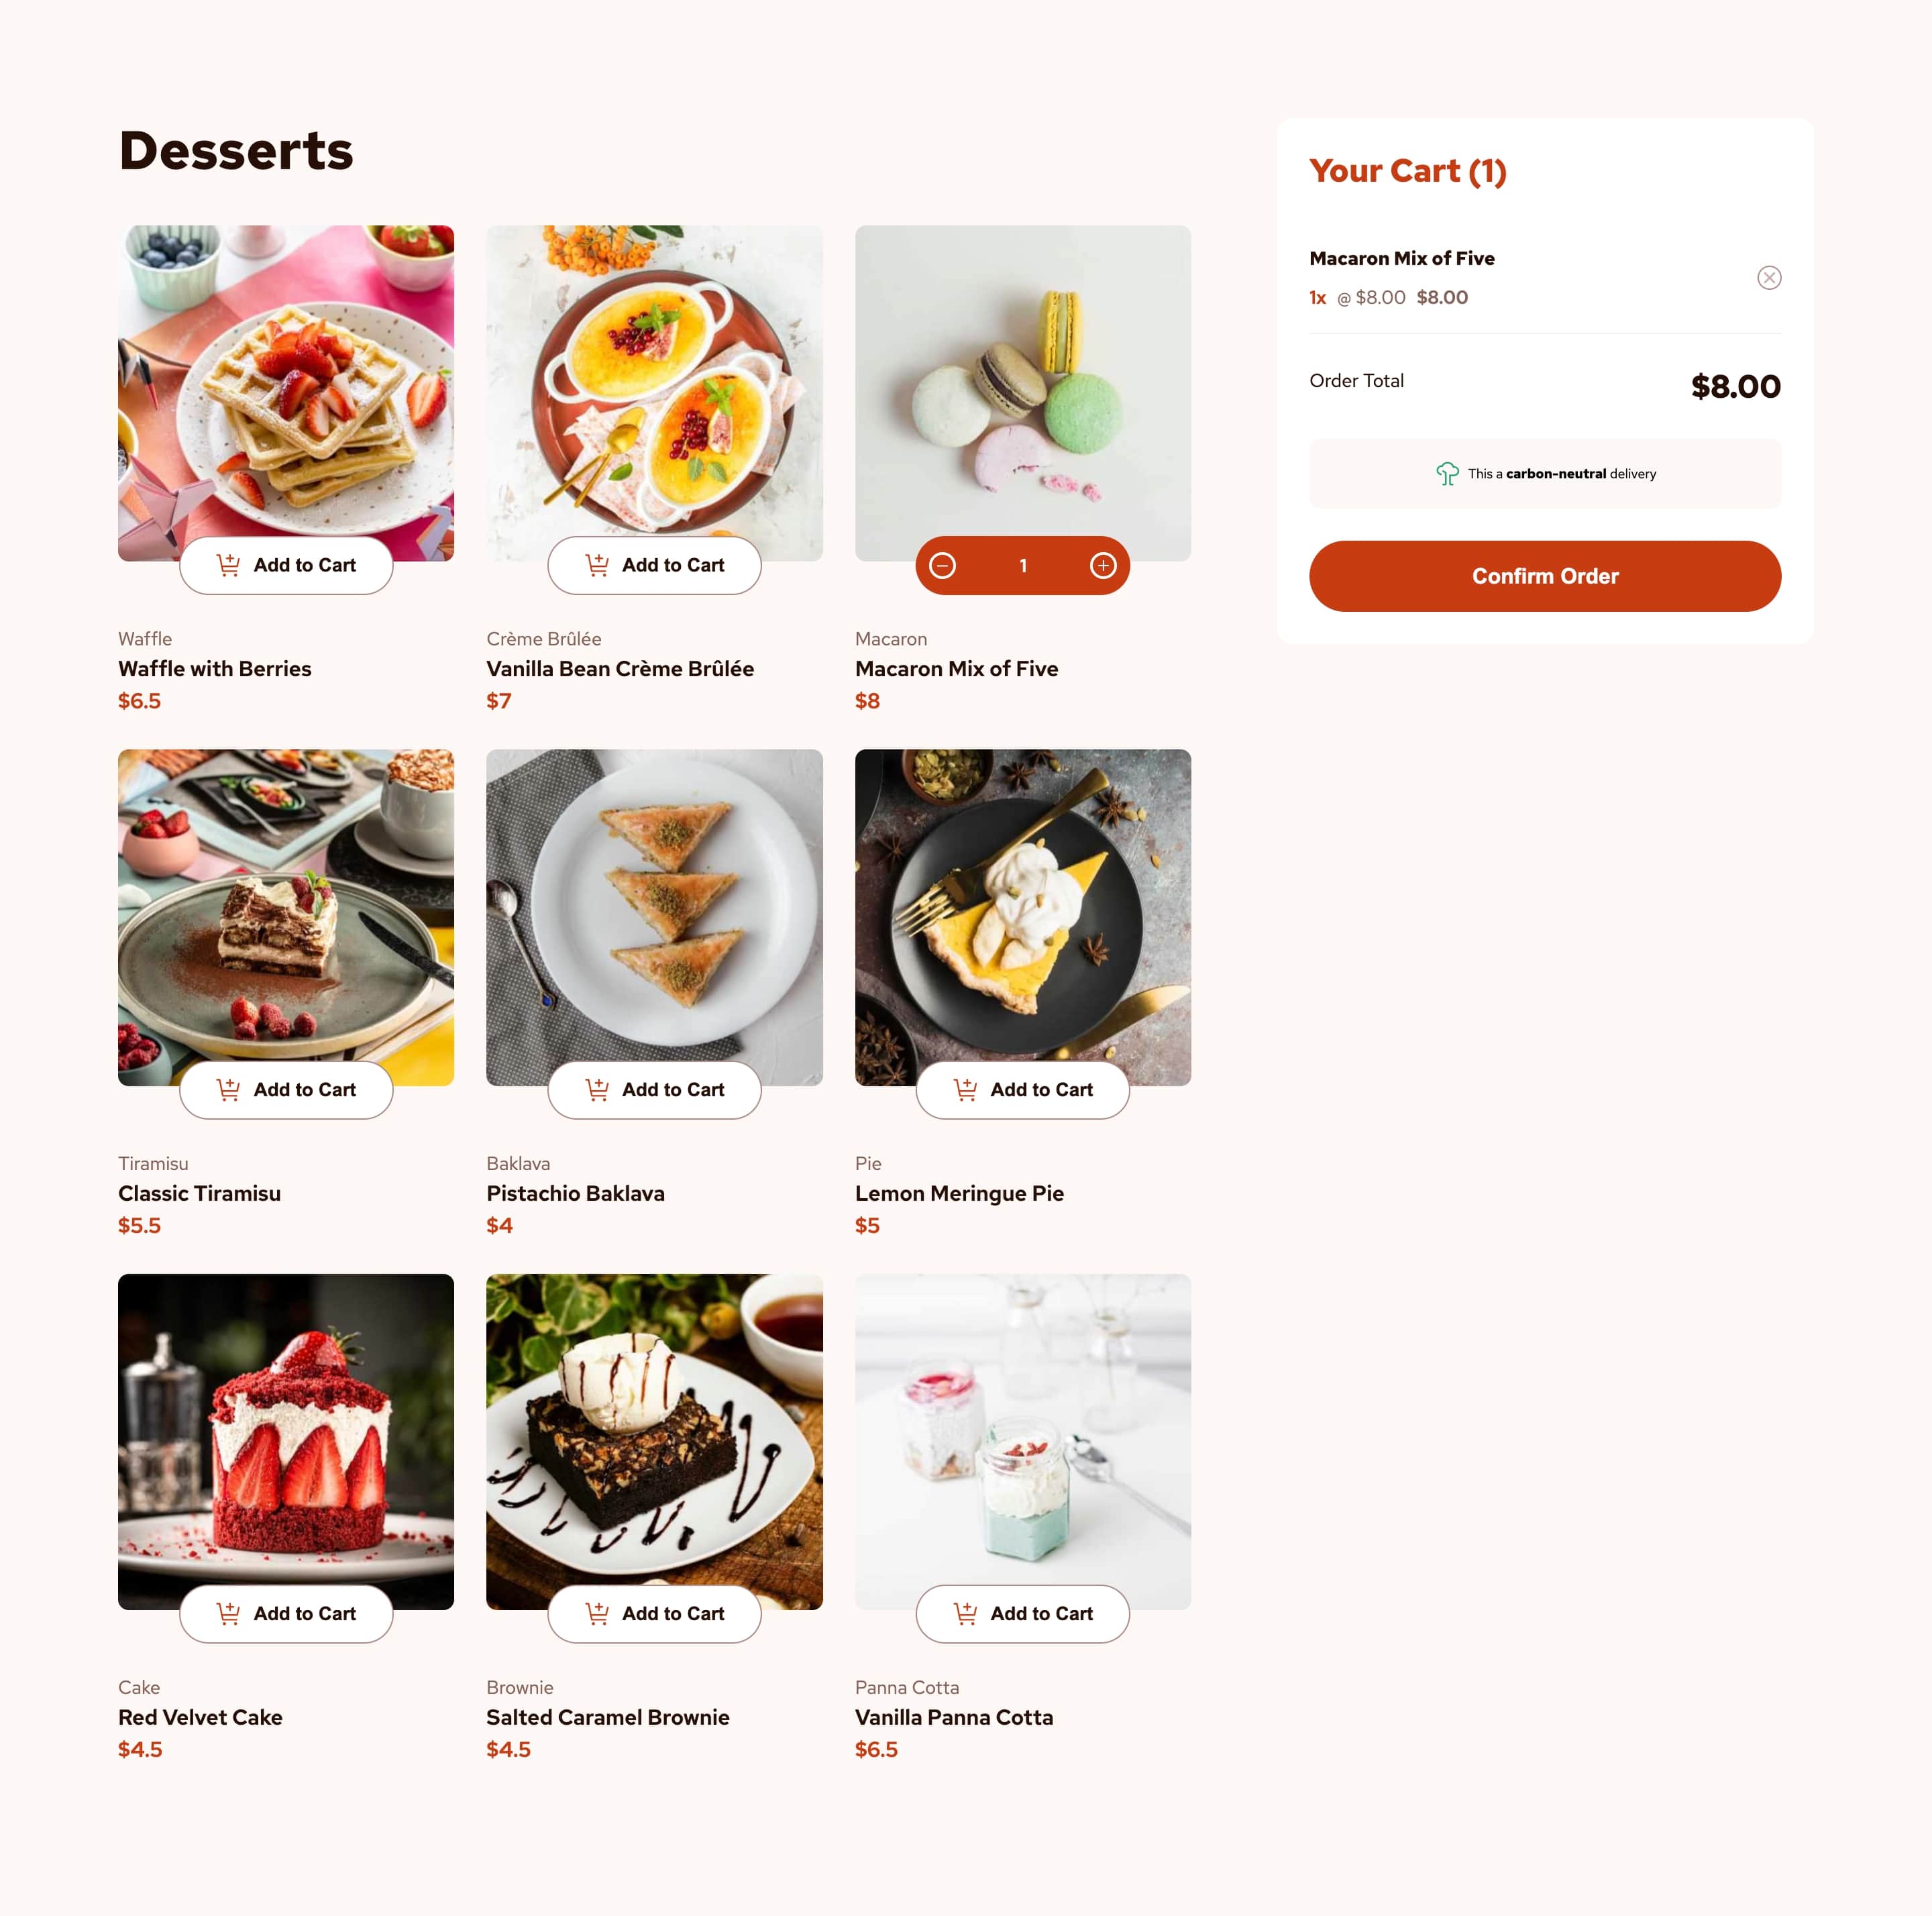 Desserts
Add to Cart
Waffle
Waffle with Berries
$6.5
Add to Cart
Crème Brûlée
Vanilla Bean Crème Brûlée
$7
1
Macaron
Macaron Mix of Five
$8
Add to Cart
Tiramisu
Classic Tiramisu
$5.5
Add to Cart
Baklava
Pistachio Baklava
$4
Add to Cart
Pie
Lemon Meringue Pie
$5
Add to Cart
Cake
Red Velvet Cake
$4.5
Add to Cart
Brownie
Salted Caramel Brownie
$4.5
Add to Cart
Panna Cotta
Vanilla Panna Cotta
$6.5
Your Cart (1)
Macaron Mix of Five
1x @ $8.00 $8.00
Order Total $8.00
This a carbon-neutral delivery
Confirm Order